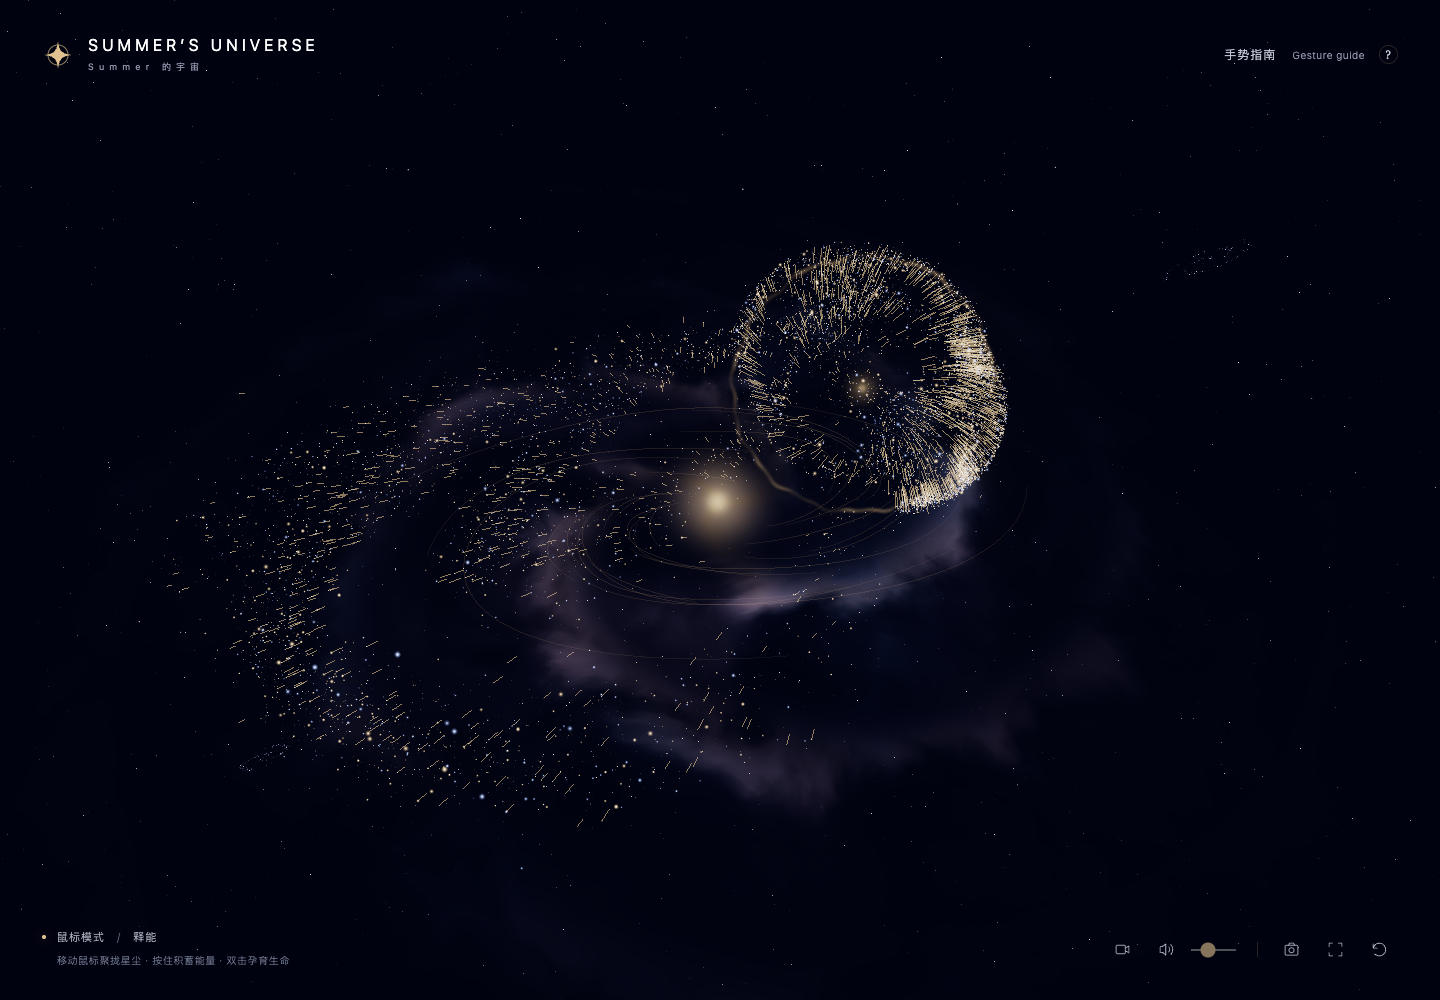 SUMMER'S UNIVERSE
Summer 的宇宙
手势指南 Gesture guide ?
鼠标模式 / 释能
移动鼠标聚拢星尘 · 按住积蓄能量 · 双击孕育生命